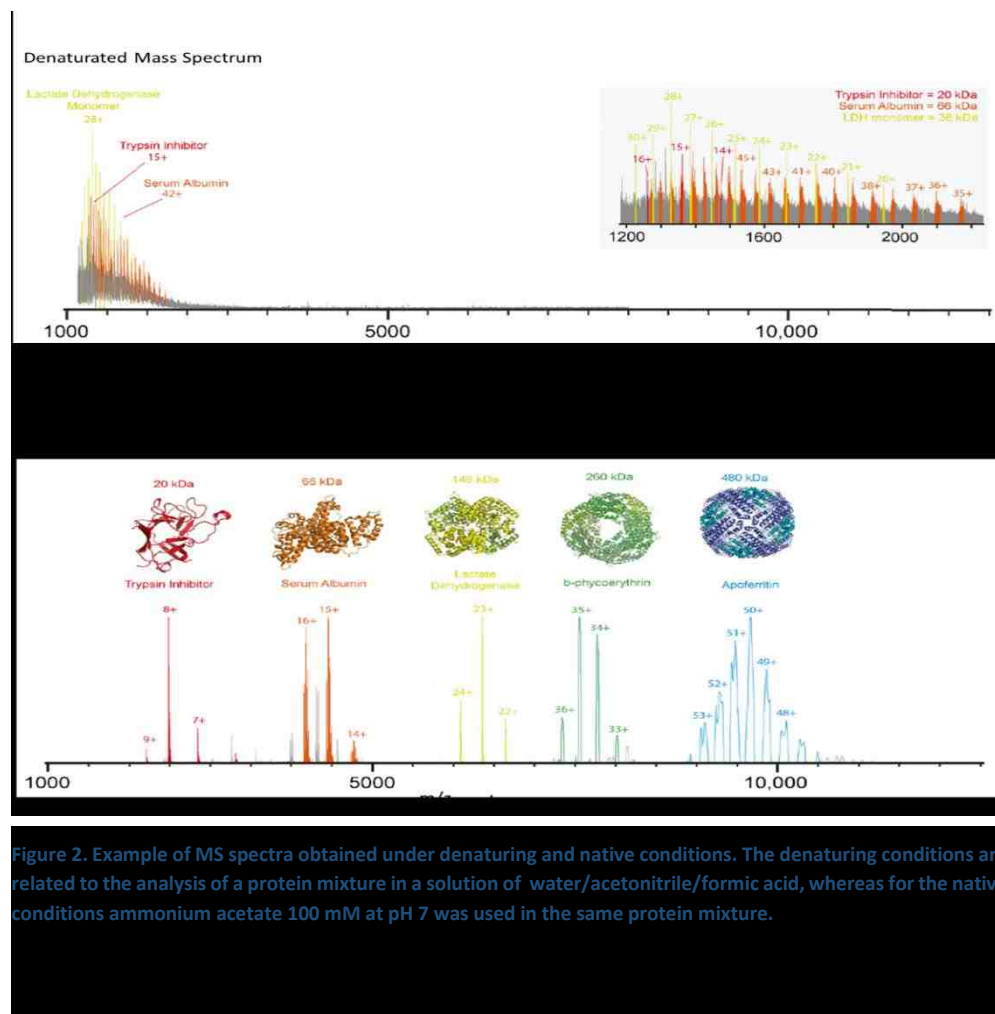 Denaturated Mass Spectrum
Lactate Dehydrogenase
Monomer
28+
Trypsin Inhibitor
15+
Serum Albumin
42+
Trypsin Inhibitor = 20 kDa
Serum Albumin = 66 kDa
LDH monomer = 36 kDa
30+ 29+ 28+ 27+ 26+ 25+ 24+ 23+ 22+ 21+ 20+
16+ 15+ 14+ 45+ 43+ 41+ 40+ 38+ 37+ 36+ 35+
1200 1600 2000
1000 5000 10,000
20 kDa 66 kDa 260 kDa 480 kDa
Trypsin Inhibitor Serum Albumin Lactate Dehydrogenase b-phycoerythrin Apoferritin
9+ 8+ 7+ 16+ 15+ 14+ 24+ 23+ 22+ 36+ 35+ 34+ 33+ 53+ 52+ 51+ 50+ 49+ 48+
1000 5000 10,000
Figure 2. Example of MS spectra obtained under denaturing and native conditions. The denaturing conditions
related to the analysis of a protein mixture in a solution of water/acetonitrile/formic acid, whereas for the
conditions ammonium acetate 100 mM at pH 7 was used in the same protein mixture.